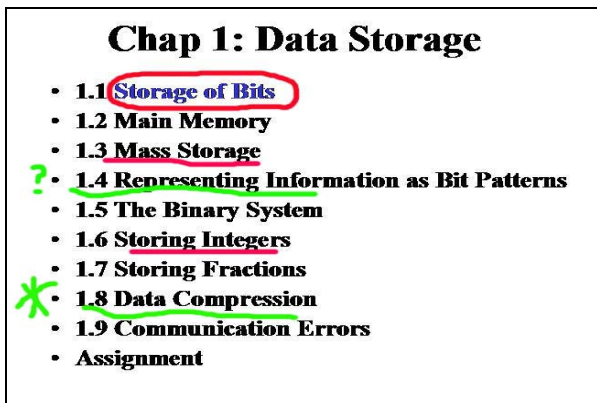 Chap 1: Data Storage
• 1.1 Storage of Bits
• 1.2 Main Memory
• 1.3 Mass Storage
? • 1.4 Representing Information as Bit Patterns
• 1.5 The Binary System
• 1.6 Storing Integers
• 1.7 Storing Fractions
* • 1.8 Data Compression
• 1.9 Communication Errors
• Assignment